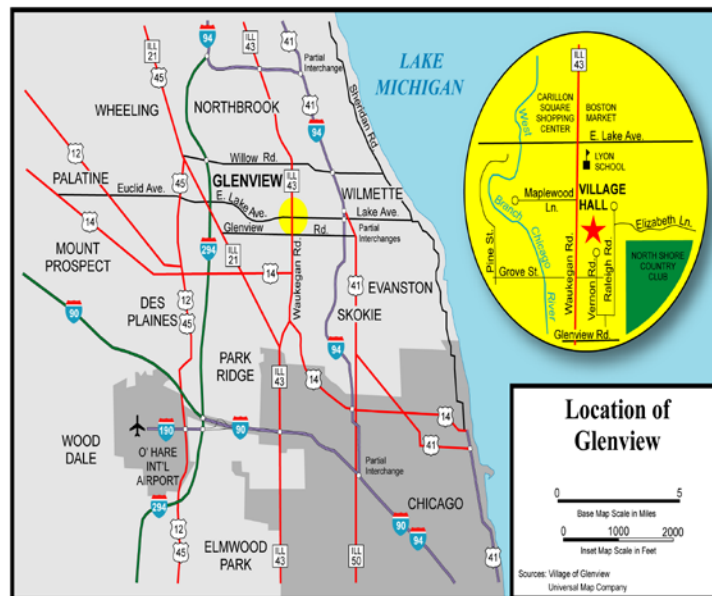 94
ILL
21
ILL
43
41
45
Partial
Interchange
LAKE
MICHIGAN
WHEELING
NORTHBROOK
41
Sheridan Rd.
12
94
Willow Rd.
PALATINE
45
GLENVIEW
ILL
43
WILMETTE
Euclid Ave.
E. Lake Ave.
Lake Ave.
14
Glenview Rd.
Partial
Interchanges
MOUNT
PROSPECT
294
ILL
21
14
Waukegan Rd.
41
EVANSTON
SKOKIE
90
DES
PLAINES
12
45
94
PARK
RIDGE
ILL
43
14
14
41
WOOD
DALE
190
90
O' HARE
INT'L
AIRPORT
Partial
Interchange
294
CHICAGO
12
90
94
45
ELMWOOD
PARK
ILL
43
ILL
50
41
ILL
43
CARILLON
SQUARE
SHOPPING
CENTER
BOSTON
MARKET
West
E. Lake Ave.
LYON
SCHOOL
Maplewood
Ln.
VILLAGE
HALL
Branch
Chicago
River
Elizabeth Ln.
Pine St.
Grove St.
Waukegan Rd.
Vernon Rd.
Raleigh Rd.
NORTH SHORE
COUNTRY
CLUB
Glenview Rd.
Location of
Glenview
0 5
Base Map Scale in Miles
0 1000 2000
Inset Map Scale in Feet
Sources: Village of Glenview
Universal Map Company